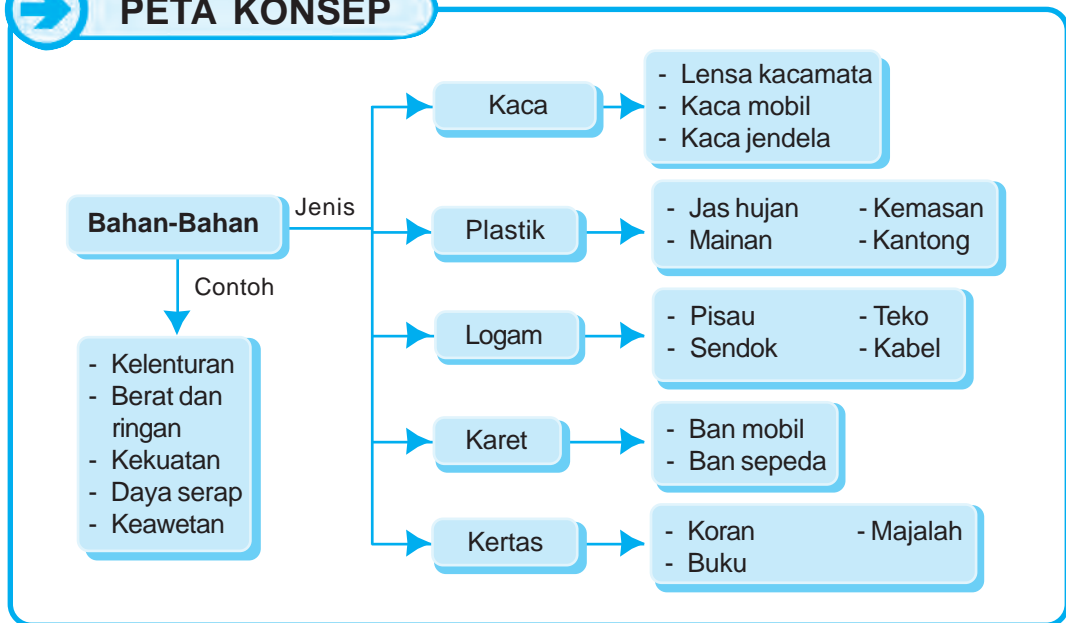 PETA KONSEP
Bahan-Bahan
Jenis
Contoh
- Kelenturan
- Berat dan
ringan
- Kekuatan
- Daya serap
- Keawetan
Kaca
- Lensa kacamata
- Kaca mobil
- Kaca jendela
Plastik
- Jas hujan - Kemasan
- Mainan - Kantong
Logam
- Pisau - Teko
- Sendok - Kabel
Karet
- Ban mobil
- Ban sepeda
Kertas
- Koran - Majalah
- Buku